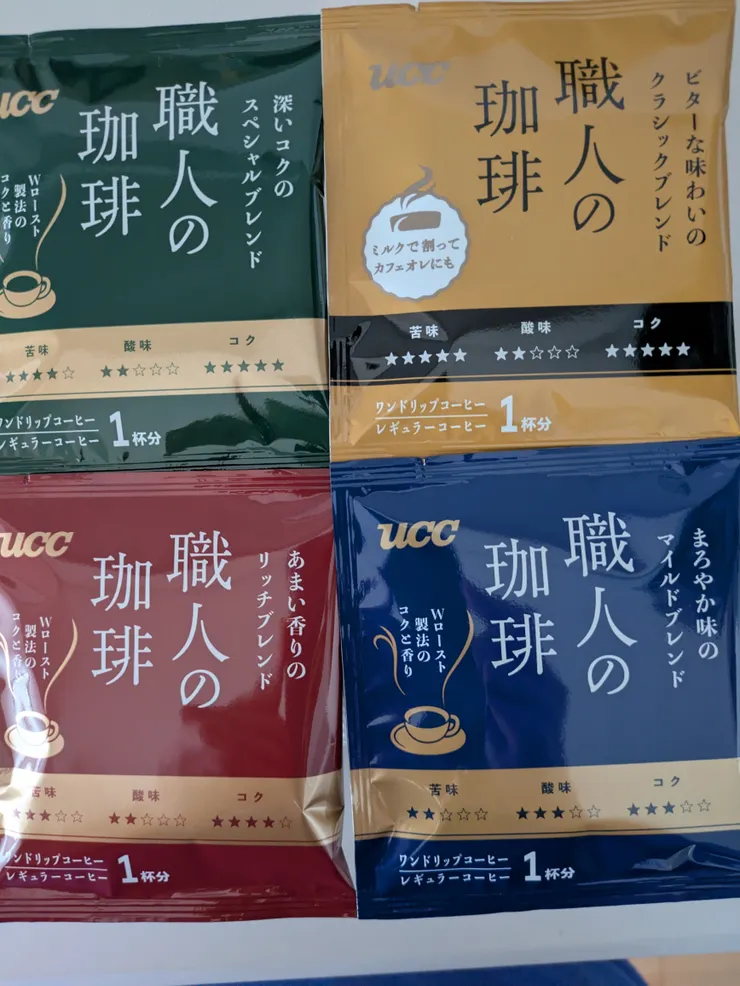 ucc
深いコクの
スペシャルブレンド
職人の
珈琲
Wロースト
製法の
コクと香り
苦味
酸味
コク
★★★★☆
★★☆☆☆
★★★★★
ワンドリップコーヒー
レギュラーコーヒー
1杯分
ucc
ビターな味わいの
クラシックブレンド
職人の
珈琲
ミルクで割って
カフェオレにも
苦味
酸味
コク
★★★★★
★★☆☆☆
★★★★★
ワンドリップコーヒー
レギュラーコーヒー
1杯分
ucc
あまい香りの
リッチブレンド
職人の
珈琲
Wロースト
製法の
コクと香り
苦味
酸味
コク
★★★☆☆
★★☆☆☆
★★★★☆
ワンドリップコーヒー
レギュラーコーヒー
1杯分
ucc
まろやか味の
マイルドブレンド
職人の
珈琲
Wロースト
製法の
コクと香り
苦味
酸味
コク
★★☆☆☆
★★★☆☆
★★★☆☆
ワンドリップコーヒー
レギュラーコーヒー
1杯分